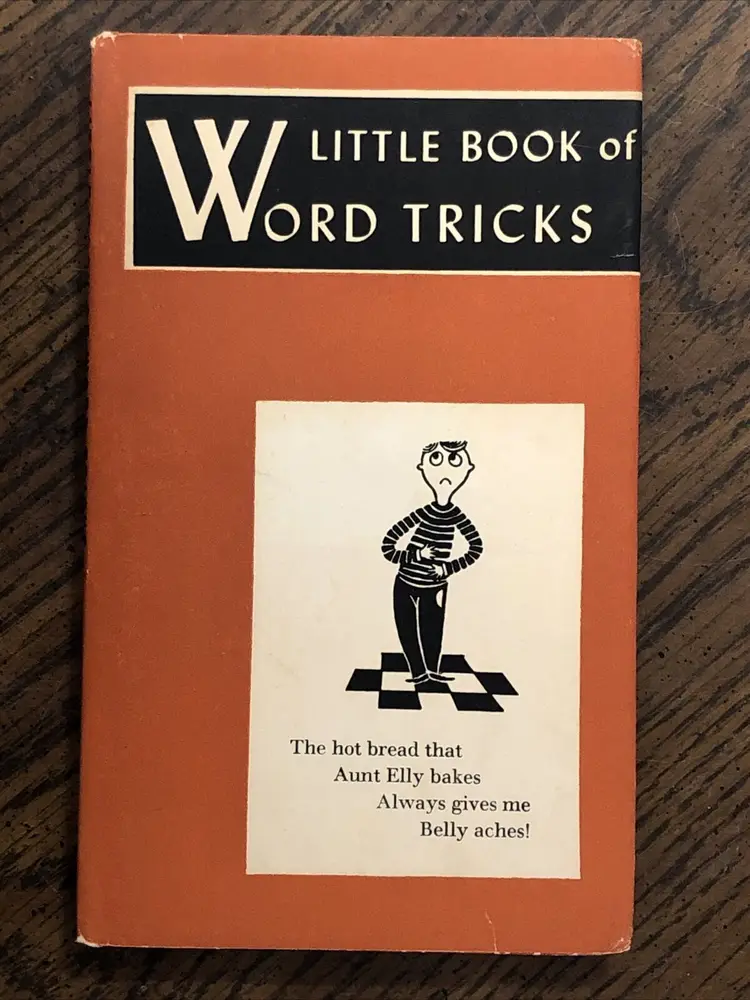 LITTLE BOOK of
WORD TRICKS
The hot bread that
Aunt Elly bakes
Always gives me
Belly aches!